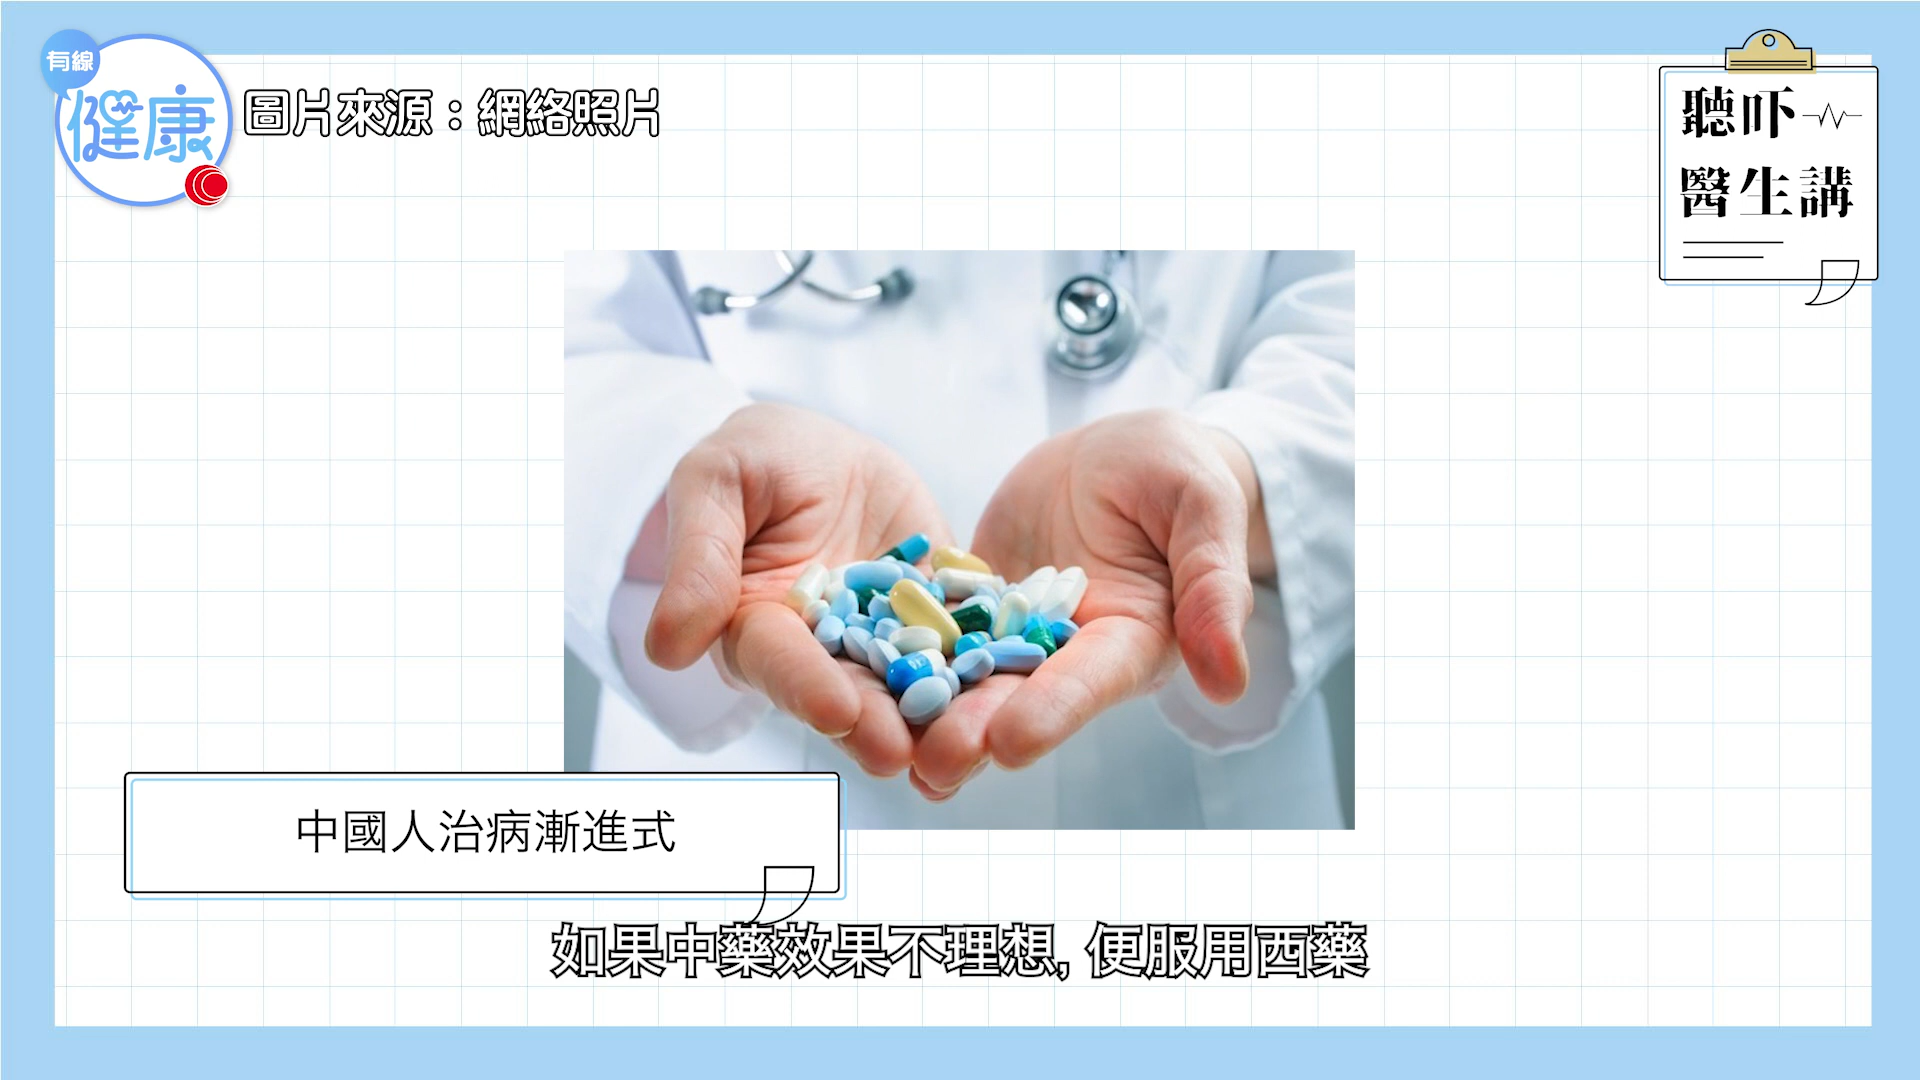 有線
健康
圖片來源：網絡照片
聽吓
醫生講
中國人治病漸進式
如果中藥效果不理想, 便服用西藥